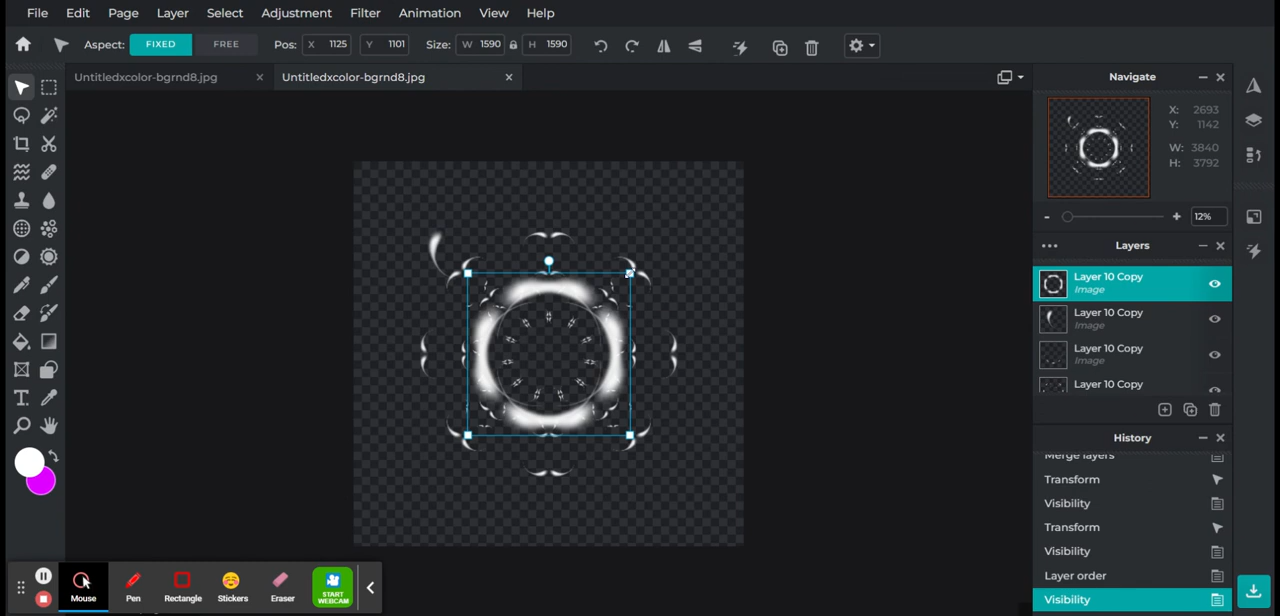 File Edit Page Layer Select Adjustment Filter Animation View Help
Aspect: FIXED FREE Pos: X 1125 Y 1101 Size: W 1590 H 1590
Untitledxcolor-bgrnd8.jpg Untitledxcolor-bgrnd8.jpg
Navigate
X: 2693
Y: 1142
W: 3840
H: 3792
12%
Layers
Layer 10 Copy
Image
Layer 10 Copy
Image
Layer 10 Copy
Image
Layer 10 Copy
History
Merge layers
Transform
Visibility
Transform
Visibility
Layer order
Visibility
Mouse Pen Rectangle Stickers Eraser START WEBCAM